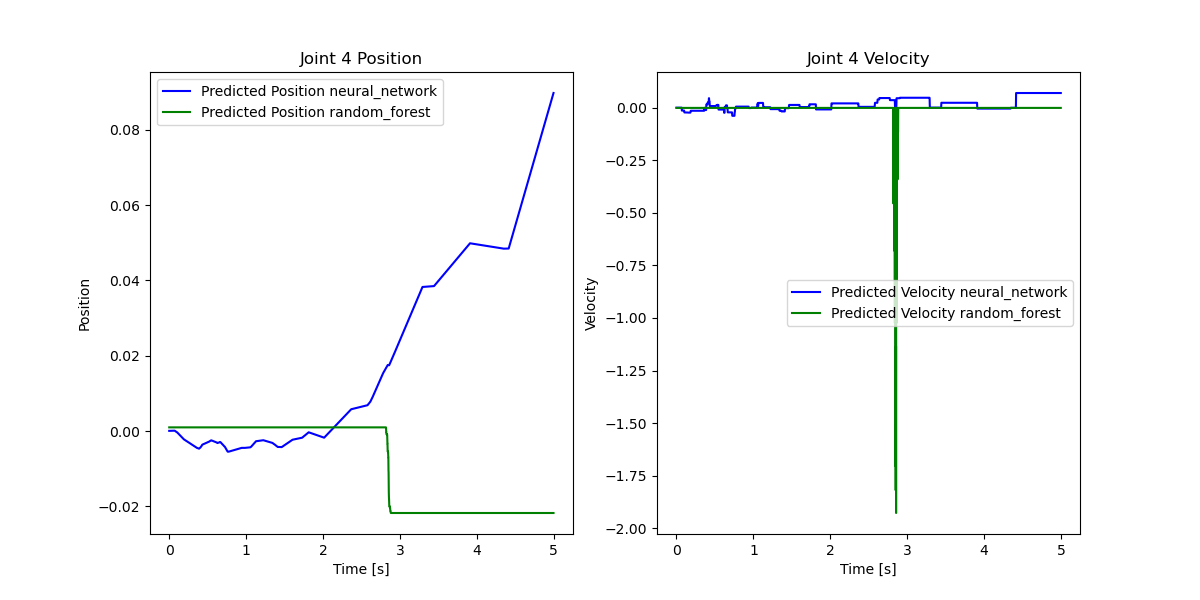 Joint 4 Position
Predicted Position neural_network
Predicted Position random_forest
0.08
0.06
0.04
0.02
0.00
−0.02
Position
0
1
2
3
4
5
Time [s]
Joint 4 Velocity
0.00
−0.25
−0.50
−0.75
−1.00
−1.25
−1.50
−1.75
−2.00
Velocity
Predicted Velocity neural_network
Predicted Velocity random_forest
0
1
2
3
4
5
Time [s]